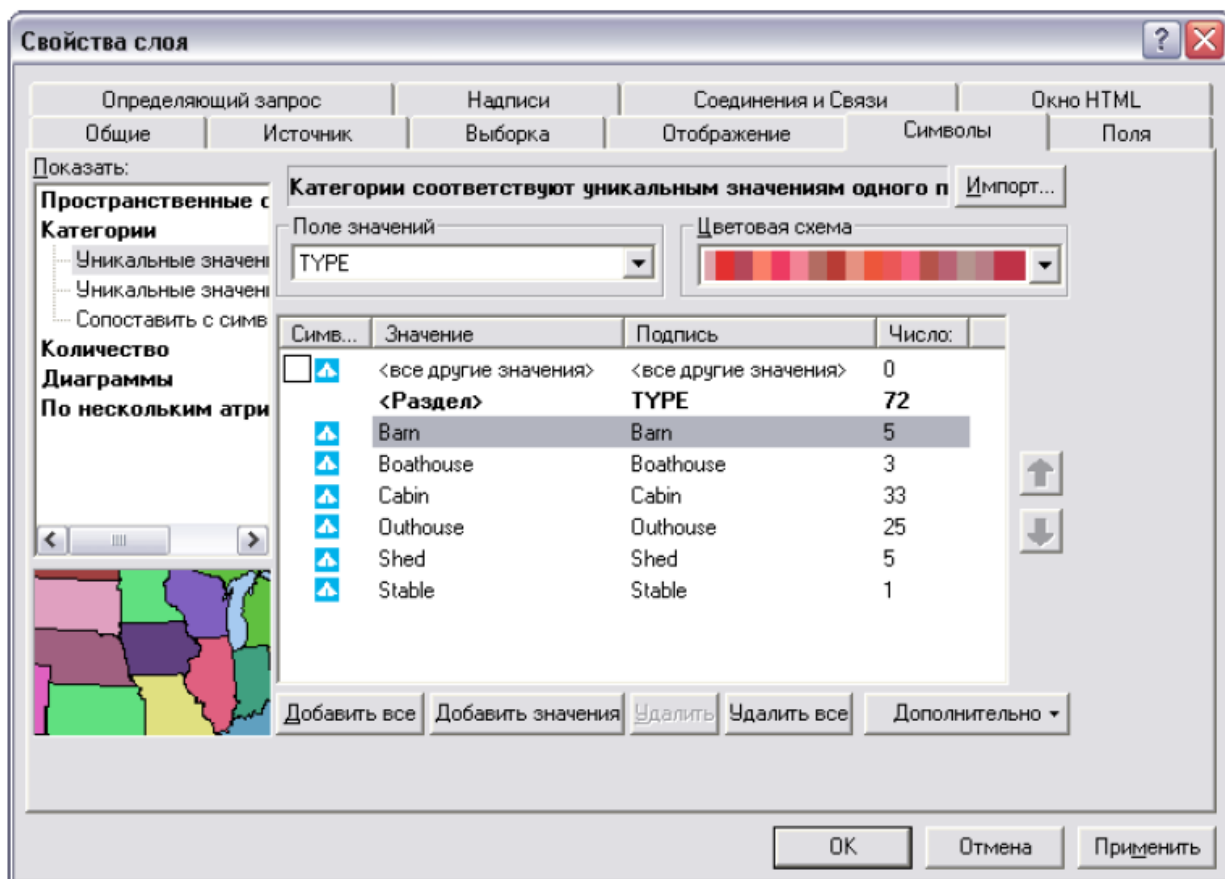 Свойства слоя
Определяющий запрос
Надписи
Соединения и Связи
Окно HTML
Общие
Источник
Выборка
Отображение
Символы
Поля
Показать:
Пространственные с
Категории
Уникальные значени
Уникальные значени
Сопоставить с симв
Количество
Диаграммы
По нескольким атри
Категории соответствуют уникальным значениям одного п
Импорт...
Поле значений
TYPE
Цветовая схема
Симв... Значение Подпись Число:
<все другие значения> <все другие значения> 0
<Раздел> TYPE 72
Barn Barn 5
Boathouse Boathouse 3
Cabin Cabin 33
Outhouse Outhouse 25
Shed Shed 5
Stable Stable 1
Добавить все
Добавить значения
Удалить
Удалить все
Дополнительно
OK
Отмена
Применить